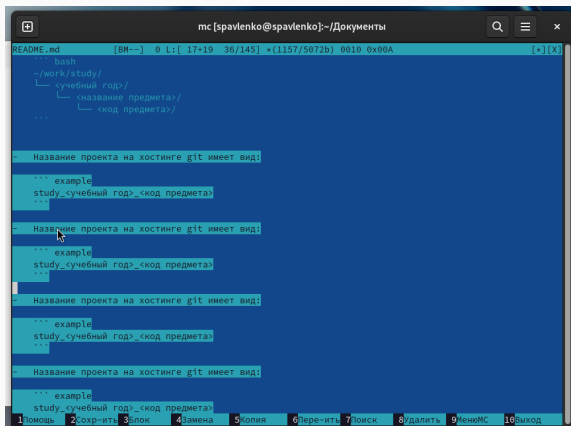 mc [spavlenko@spavlenko]:~/Документы
README.md [BM--] 0 L:[ 17+19 36/145] *(1157/5072b) 0010 0x00A [*][X]
``` bash
~/work/study/
└── <учебный год>/
└── <название предмета>/
└── <код предмета>/
```
- Название проекта на хостинге git имеет вид:
``` example
study_<учебный год>_<код предмета>
```
- Название проекта на хостинге git имеет вид:
``` example
study_<учебный год>_<код предмета>
```
- Название проекта на хостинге git имеет вид:
``` example
study_<учебный год>_<код предмета>
```
- Название проекта на хостинге git имеет вид:
``` example
study_<учебный год>_<код предмета>
1Помощь 2Сохр-ить 3Блок 4Замена 5Копия 6Пере-ить 7Поиск 8Удалить 9МенюMC 10Выход